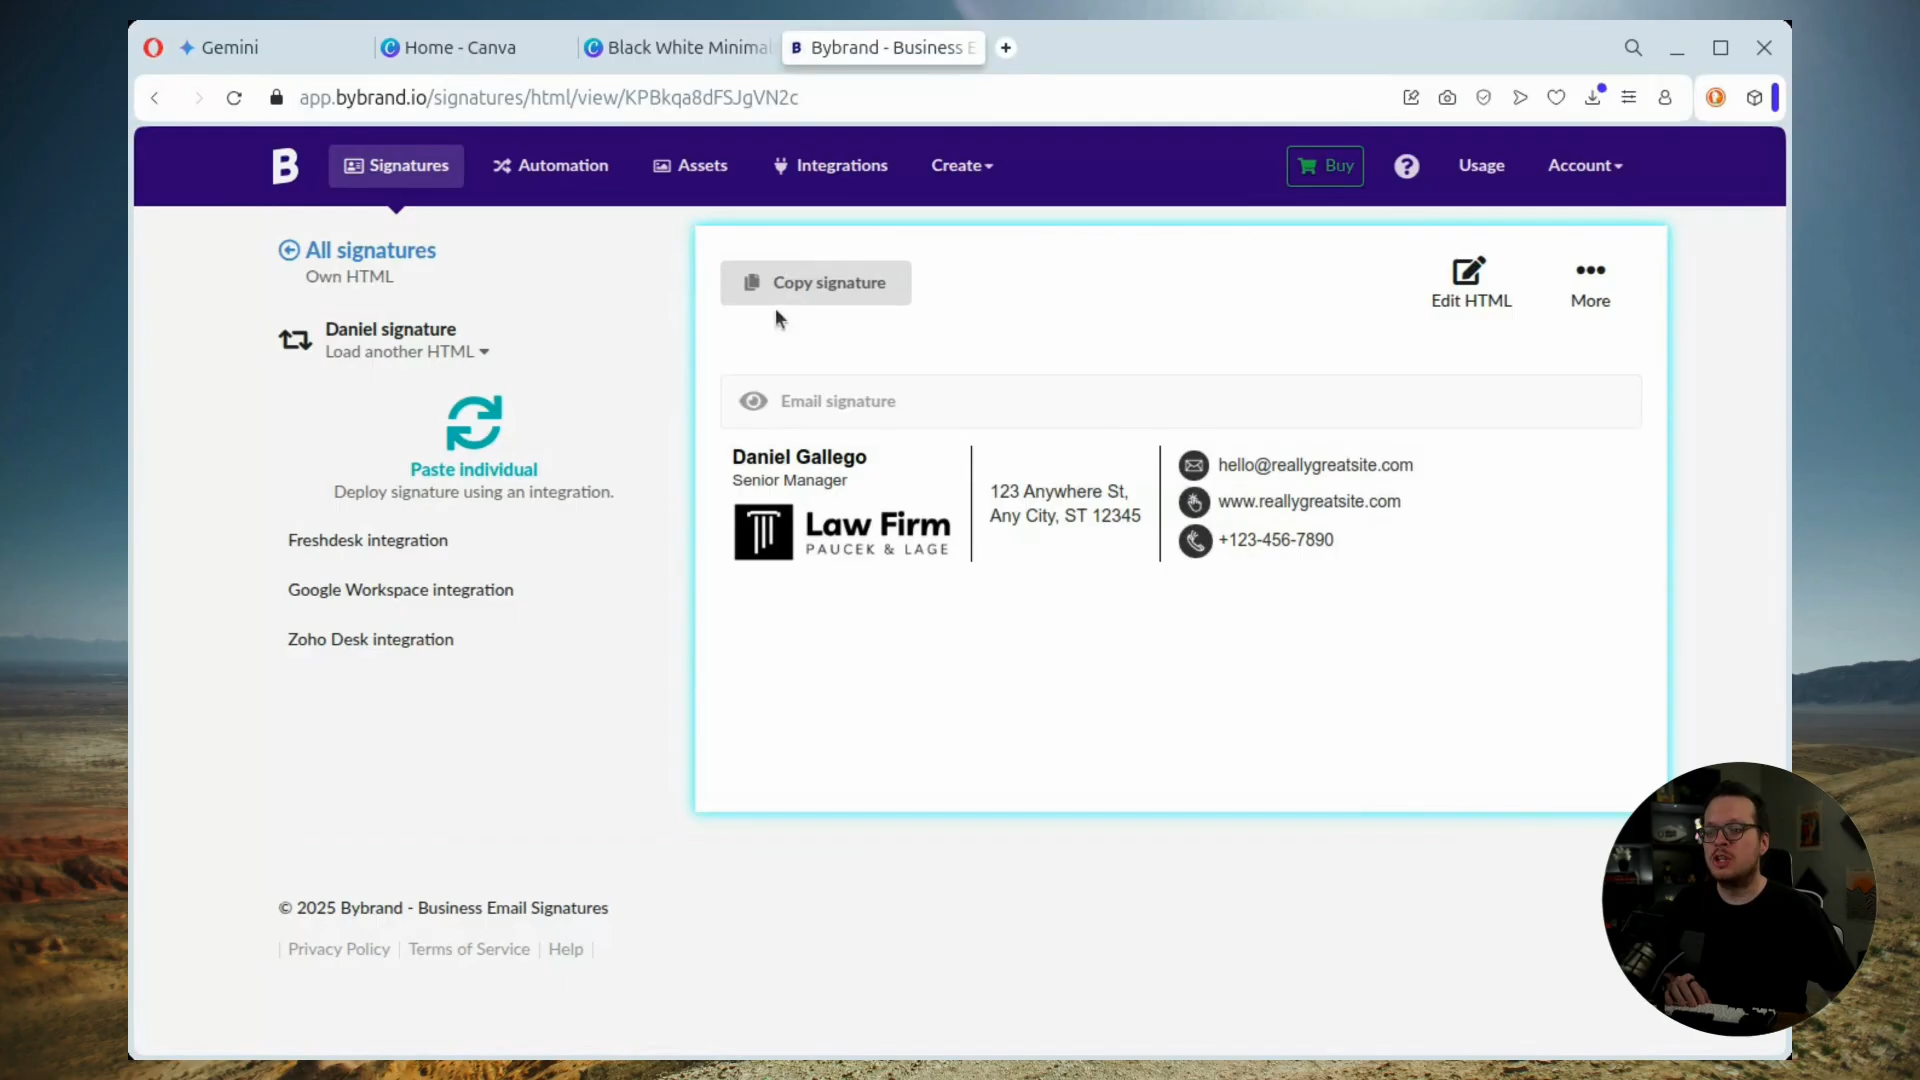 Gemini
Home - Canva
Black White Minimal
Bybrand - Business E
app.bybrand.io/signatures/html/view/KPBkqa8dFSJgVN2c
B
Signatures
Automation
Assets
Integrations
Create
Buy
Usage
Account
All signatures
Own HTML
Daniel signature
Load another HTML
Paste individual
Deploy signature using an integration.
Freshdesk integration
Google Workspace integration
Zoho Desk integration
Copy signature
Edit HTML
More
Email signature
Daniel Gallego
Senior Manager
Law Firm
PAUCEK & LAGE
123 Anywhere St,
Any City, ST 12345
hello@reallygreatsite.com
www.reallygreatsite.com
+123-456-7890
© 2025 Bybrand - Business Email Signatures
Privacy Policy | Terms of Service | Help